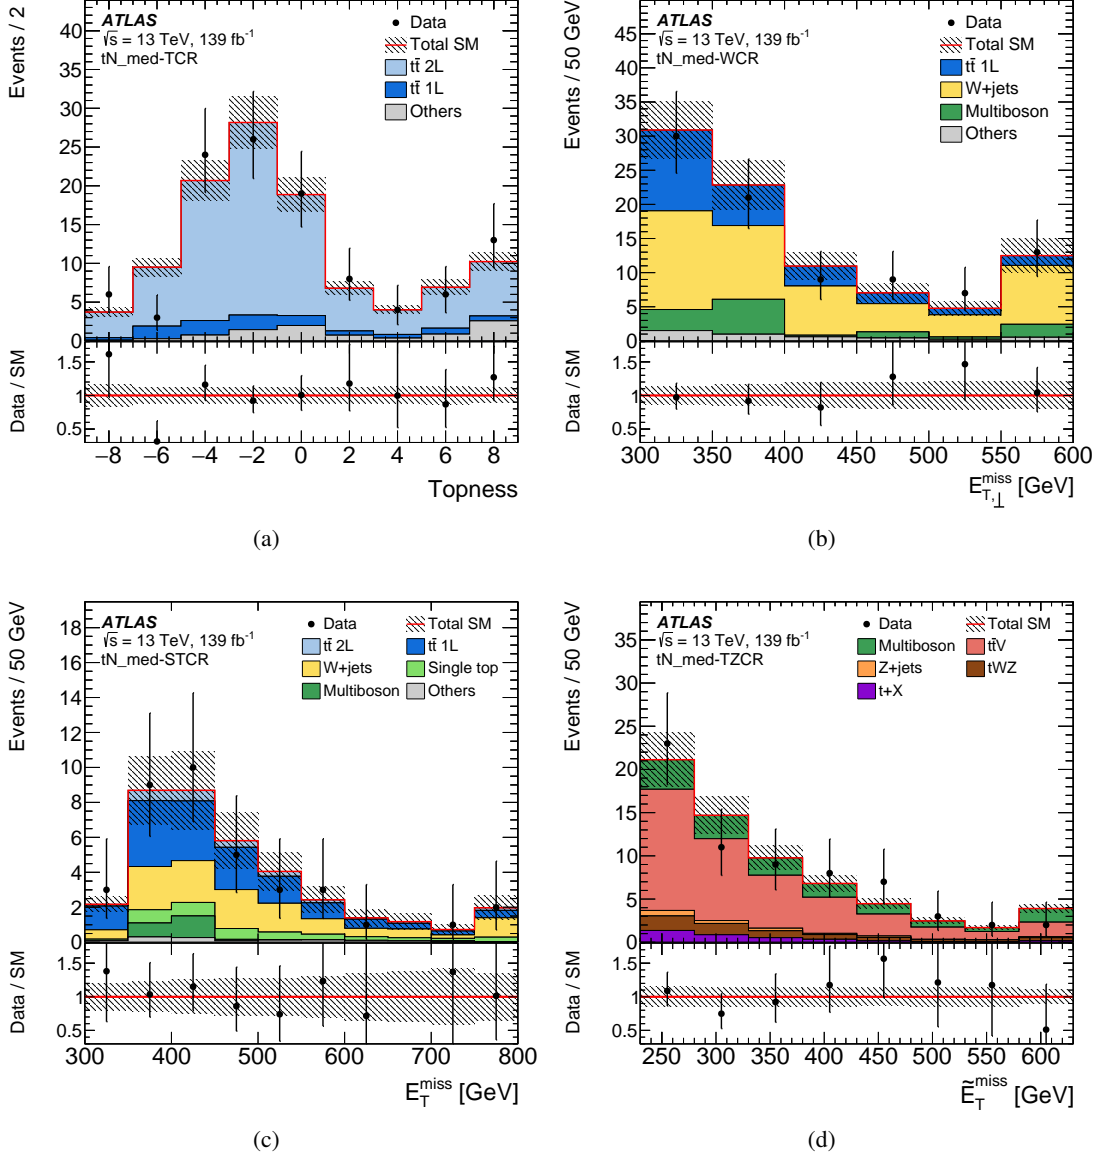 Events / 2
ATLAS
√s = 13 TeV, 139 fb⁻¹
tN_med-TCR
Data
Total SM
tt̄ 2L
tt̄ 1L
Others
40
35
30
25
20
15
10
5
0
Data / SM
1.5
1
0.5
−8 −6 −4 −2 0 2 4 6 8
Topness
(a)
Events / 50 GeV
ATLAS
√s = 13 TeV, 139 fb⁻¹
tN_med-WCR
Data
Total SM
tt̄ 1L
W+jets
Multiboson
Others
45
40
35
30
25
20
15
10
5
0
Data / SM
1.5
1
0.5
300 350 400 450 500 550 600
E_{T,⊥}^{miss} [GeV]
(b)
Events / 50 GeV
ATLAS
√s = 13 TeV, 139 fb⁻¹
tN_med-STCR
Data Total SM
tt̄ 2L tt̄ 1L
W+jets Single top
Multiboson Others
18
16
14
12
10
8
6
4
2
0
Data / SM
1.5
1
0.5
300 400 500 600 700 800
E_T^{miss} [GeV]
(c)
Events / 50 GeV
ATLAS
√s = 13 TeV, 139 fb⁻¹
tN_med-TZCR
Data Total SM
Multiboson tt̄V
Z+jets tWZ
t+X
35
30
25
20
15
10
5
0
Data / SM
1.5
1
0.5
250 300 350 400 450 500 550 600
Ẽ_T^{miss} [GeV]
(d)